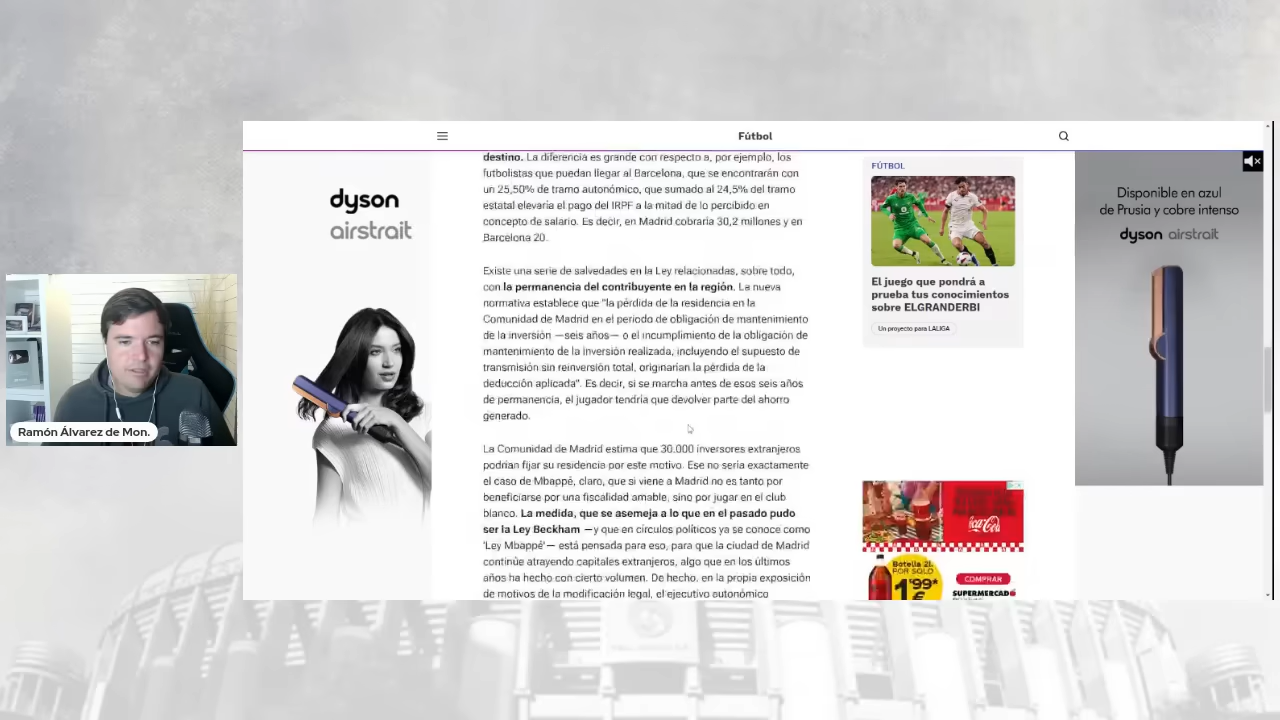 Fútbol
dyson
airstrait
destino. La diferencia es grande con respecto a, por ejemplo, los
futbolistas que puedan llegar al Barcelona, que se encontrarán con
un 25,50% de tramo autonómico, que sumado al 24,5% del tramo
estatal elevaría el pago del IRPF a la mitad de lo percibido en
concepto de salario. Es decir, en Madrid cobraría 30,2 millones y en
Barcelona 20.
Existe una serie de salvedades en la Ley relacionadas, sobre todo,
con la permanencia del contribuyente en la región. La nueva
normativa establece que "la pérdida de la residencia en la
Comunidad de Madrid en el periodo de obligación de mantenimiento
de la inversión —seis años— o el incumplimiento de la obligación de
mantenimiento de la inversión realizada, incluyendo el supuesto de
transmisión sin reinversión total, originarían la pérdida de la
deducción aplicada". Es decir, si se marcha antes de esos seis años
de permanencia, el jugador tendría que devolver parte del ahorro
generado.
La Comunidad de Madrid estima que 30.000 inversores extranjeros
podrían fijar su residencia por este motivo. Ese no sería exactamente
el caso de Mbappé, claro, que si viene a Madrid no es tanto por
beneficiarse por una fiscalidad amable, sino por jugar en el club
blanco. La medida, que se asemeja a lo que en el pasado pudo
ser la Ley Beckham —y que en círculos políticos ya se conoce como
'Ley Mbappé'— está pensada para eso, para que la ciudad de Madrid
continúe atrayendo capitales extranjeros, algo que en los últimos
años ha hecho con cierto volumen. De hecho, en la propia exposición
de motivos de la modificación legal, el ejecutivo autonómico
FÚTBOL
El juego que pondrá a
prueba tus conocimientos
sobre ELGRANDERBI
Un proyecto para LALIGA
Coca-Cola
Botella 2l.
POR SOLO
1'99*
€
COMPRAR
SUPERMERCADO
Disponible en azul
de Prusia y cobre intenso
dyson airstrait
Ramón Álvarez de Mon.